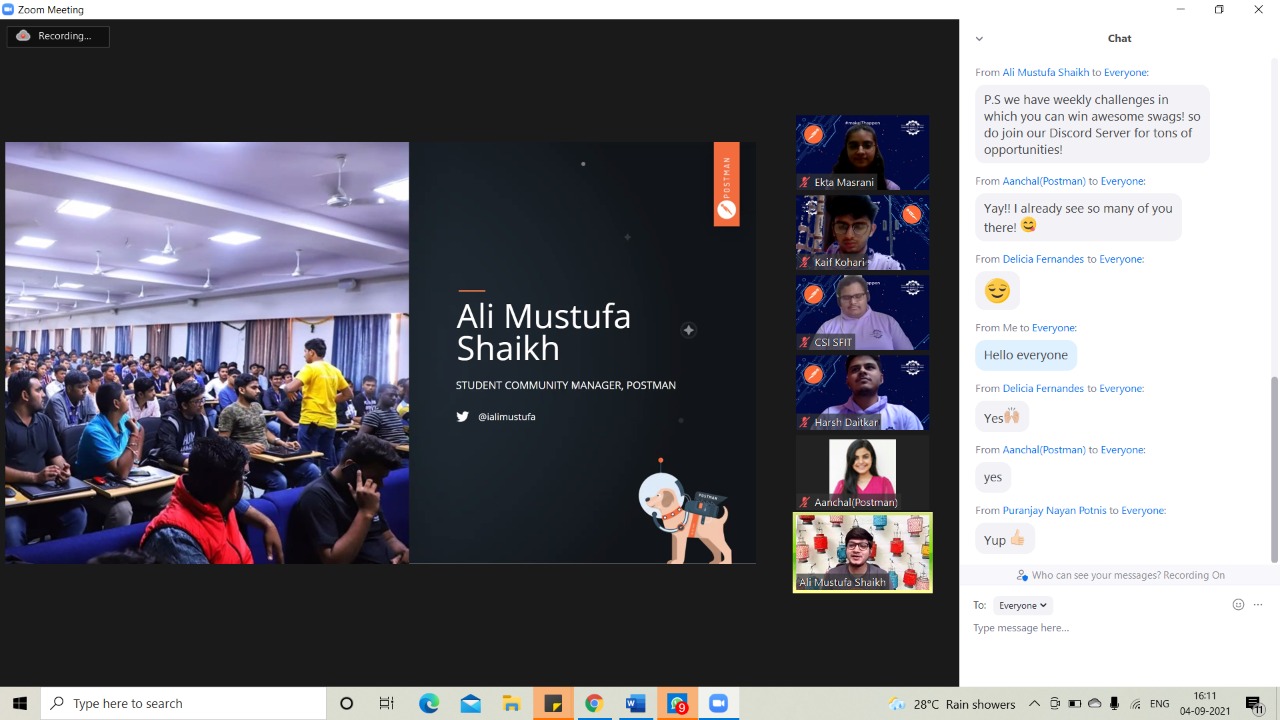 Zoom Meeting
Recording...
POSTMAN
Ali Mustufa
Shaikh
STUDENT COMMUNITY MANAGER, POSTMAN
@ialimustufa
POSTMAN
Ekta Masrani
Kaif Kohari
CSI SFIT
Harsh Daitkar
Aanchal(Postman)
Ali Mustufa Shaikh
Chat
From Ali Mustufa Shaikh to Everyone:
P.S we have weekly challenges in
which you can win awesome swags! so
do join our Discord Server for tons of
opportunities!
From Aanchal(Postman) to Everyone:
Yay!! I already see so many of you
there! 😄
From Delicia Fernandes to Everyone:
😌
From Me to Everyone:
Hello everyone
From Delicia Fernandes to Everyone:
Yes🙌🏻
From Aanchal(Postman) to Everyone:
yes
From Puranjay Nayan Potnis to Everyone:
Yup 👍🏻
Who can see your messages? Recording On
To: Everyone
Type message here...
Type here to search
9
28°C Rain showers
ENG
16:11
04-09-2021
11